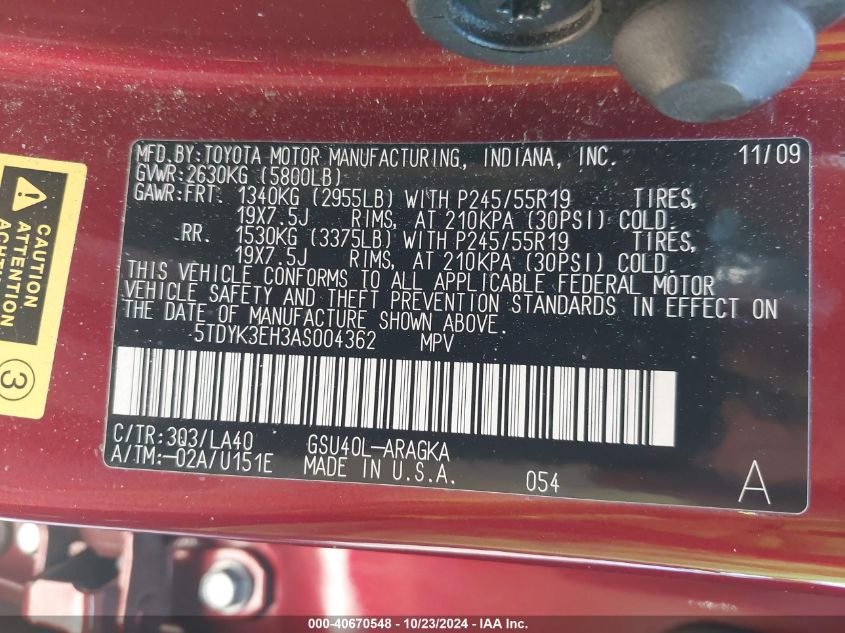 MFD.BY:TOYOTA MOTOR MANUFACTURING, INDIANA, INC. 11/09
GVWR:2630KG (5800LB)
GAWR:FRT. 1340KG (2955LB) WITH P245/55R19 TIRES,
19X7.5J RIMS, AT 210KPA (30PSI) COLD.
RR. 1530KG (3375LB) WITH P245/55R19 TIRES,
19X7.5J RIMS, AT 210KPA (30PSI) COLD.
THIS VEHICLE CONFORMS TO ALL APPLICABLE FEDERAL MOTOR
VEHICLE SAFETY AND THEFT PREVENTION STANDARDS IN EFFECT ON
THE DATE OF MANUFACTURE SHOWN ABOVE.
5TDYK3EH3AS004362 MPV
C/TR:3Q3/LA40 GSU40L-ARAGKA
A/TM:-02A/U151E MADE IN U.S.A. 054 A
CAUTION
ATTENTION
3
000-40670548 - 10/23/2024 - IAA Inc.